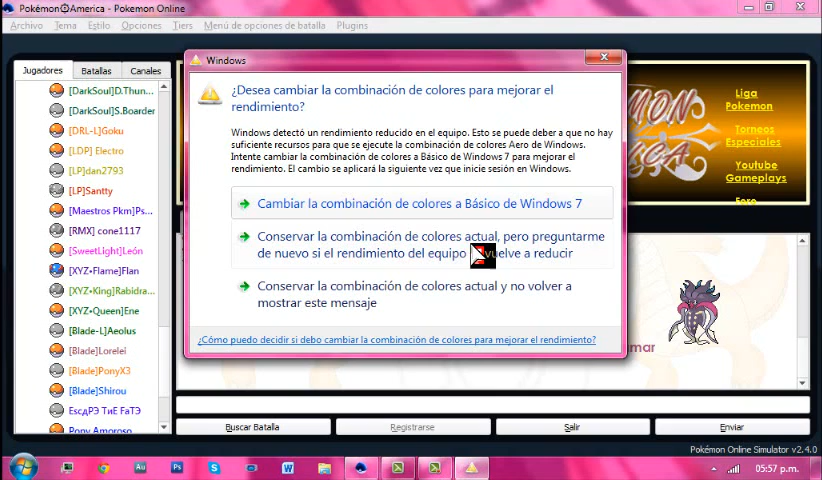 Pokémon⊙America - Pokemon Online
Archivo Tema Estilo Opciones Tiers Menú de opciones de batalla Plugins
Jugadores Batallas Canales
[DarkSoul]D.Thun...
[DarkSoul]S.Boarder
[DRL-L]Goku
[LDP] Electro
[LP]dan2793
[LP]Santty
[Maestros Pkm]Ps...
[RMX] cone1117
[SweetLight]León
[XYZ•Flame]Flan
[XYZ•King]Rabidra...
[XYZ•Queen]Ene
[Blade-L]Aeolus
[Blade]Lorelei
[Blade]PonyX3
[Blade]Shirou
EscдPЭ TиE FaTЭ
Pony Amoroso
Windows
¿Desea cambiar la combinación de colores para mejorar el
rendimiento?
Windows detectó un rendimiento reducido en el equipo. Esto se puede deber a que no hay
suficiente recursos para que se ejecute la combinación de colores Aero de Windows.
Intente cambiar la combinación de colores a Básico de Windows 7 para mejorar el
rendimiento. El cambio se aplicará la siguiente vez que inicie sesión en Windows.
Cambiar la combinación de colores a Básico de Windows 7
Conservar la combinación de colores actual, pero preguntarme
de nuevo si el rendimiento del equipo vuelve a reducir
Conservar la combinación de colores actual y no volver a
mostrar este mensaje
¿Cómo puedo decidir si debo cambiar la combinación de colores para mejorar el rendimiento?
Liga
Pokemon
Torneos
Especiales
Youtube
Gameplays
Foro
Buscar Batalla Registrarse Salir Enviar
Pokémon Online Simulator v2.4.0
Au Ps S W 05:57 p.m.